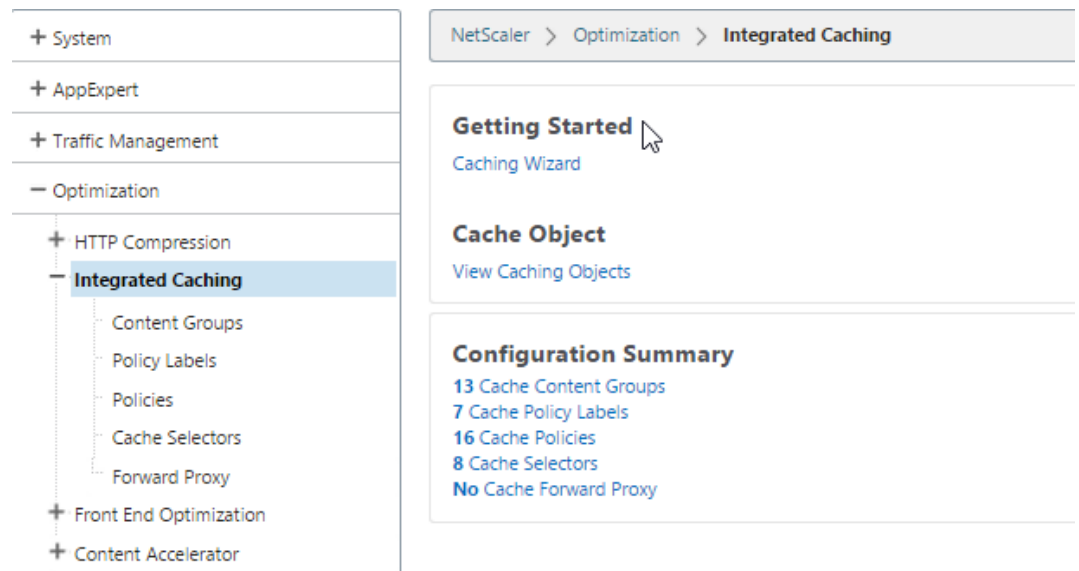 + System
+ AppExpert
+ Traffic Management
− Optimization
+ HTTP Compression
− Integrated Caching
Content Groups
Policy Labels
Policies
Cache Selectors
Forward Proxy
+ Front End Optimization
+ Content Accelerator
NetScaler > Optimization > Integrated Caching
Getting Started
Caching Wizard
Cache Object
View Caching Objects
Configuration Summary
13 Cache Content Groups
7 Cache Policy Labels
16 Cache Policies
8 Cache Selectors
No Cache Forward Proxy